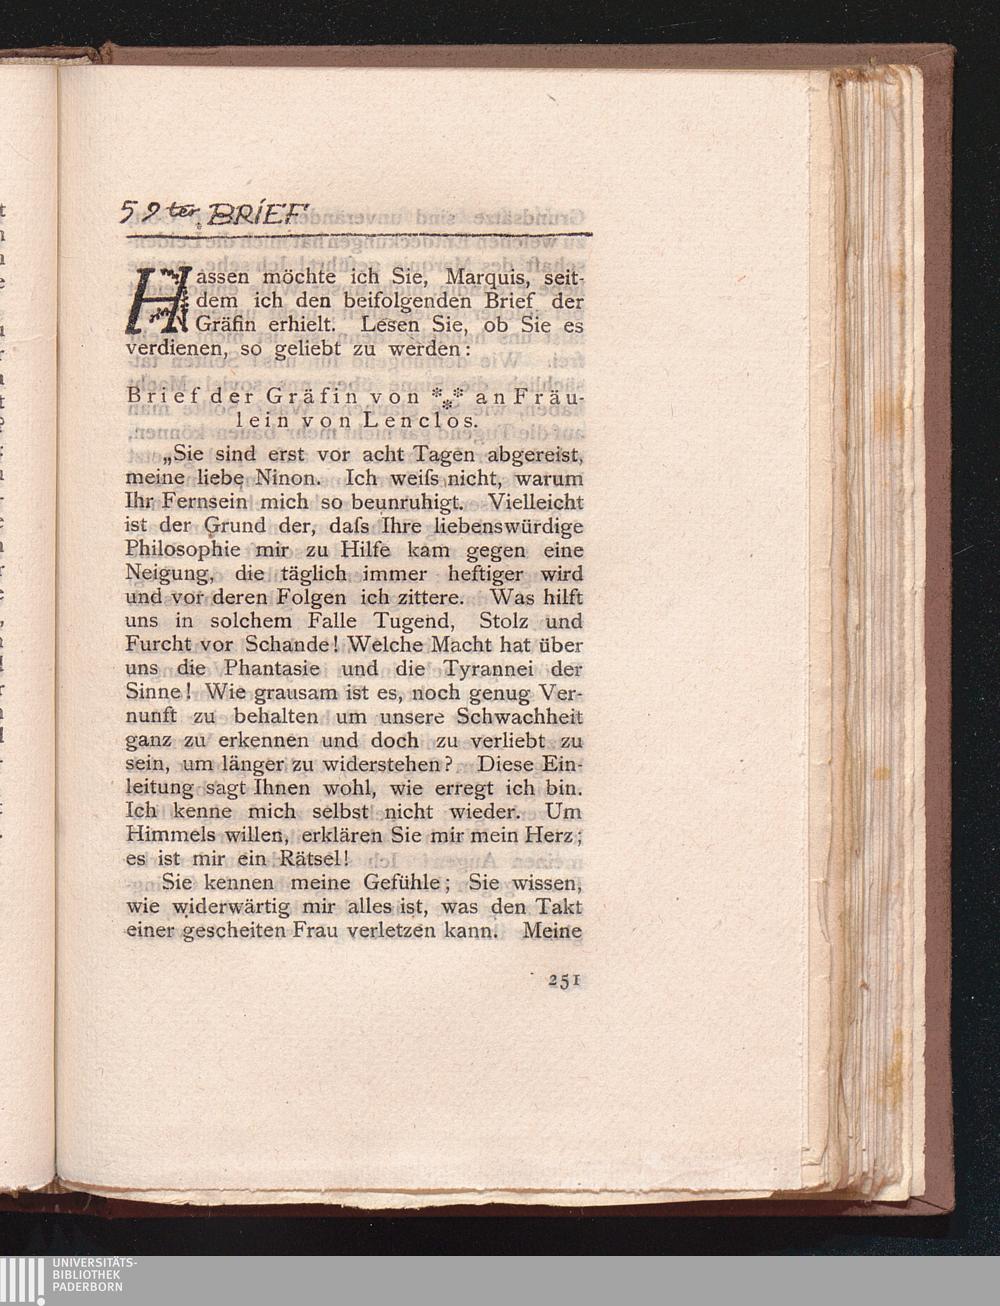 59ter BRIEF
Hassen möchte ich Sie, Marquis, seit-
dem ich den beifolgenden Brief der
Gräfin erhielt. Lesen Sie, ob Sie es
verdienen, so geliebt zu werden:
Brief der Gräfin von *** an Fräu-
lein von Lenclos.
„Sie sind erst vor acht Tagen abgereist,
meine liebe Ninon. Ich weiſs nicht, warum
Ihr Fernsein mich so beunruhigt. Vielleicht
ist der Grund der, daſs Ihre liebenswürdige
Philosophie mir zu Hilfe kam gegen eine
Neigung, die täglich immer heftiger wird
und vor deren Folgen ich zittere. Was hilft
uns in solchem Falle Tugend, Stolz und
Furcht vor Schande! Welche Macht hat über
uns die Phantasie und die Tyrannei der
Sinne! Wie grausam ist es, noch genug Ver-
nunft zu behalten um unsere Schwachheit
ganz zu erkennen und doch zu verliebt zu
sein, um länger zu widerstehen? Diese Ein-
leitung sagt Ihnen wohl, wie erregt ich bin.
Ich kenne mich selbst nicht wieder. Um
Himmels willen, erklären Sie mir mein Herz;
es ist mir ein Rätsel!
Sie kennen meine Gefühle; Sie wissen,
wie widerwärtig mir alles ist, was den Takt
einer gescheiten Frau verletzen kann. Meine
251
UNIVERSITÄTS-
BIBLIOTHEK
PADERBORN